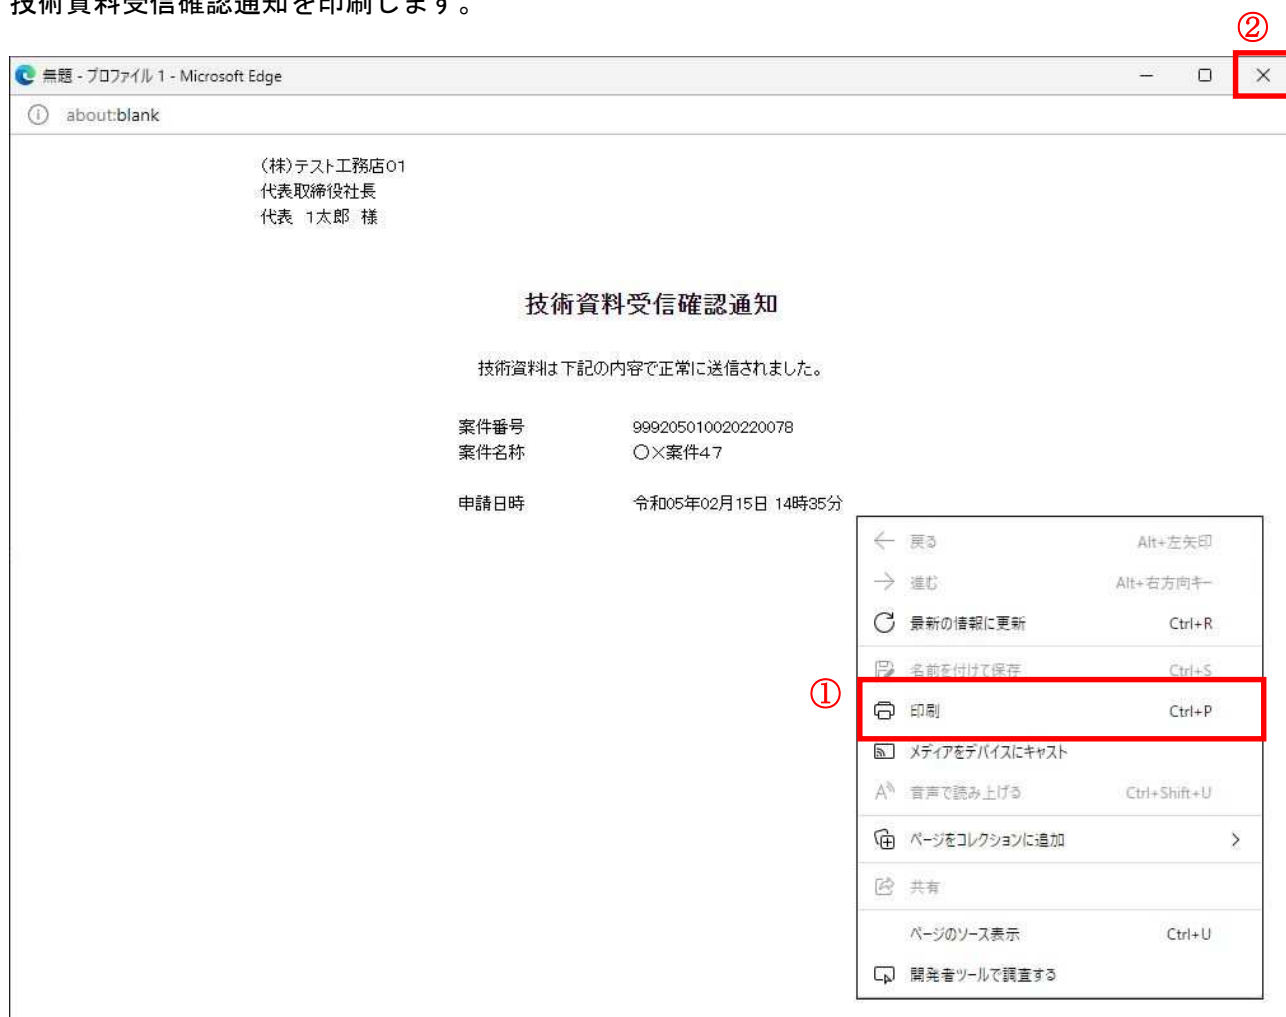 技術資料受信確認通知を印刷します。
②
無題 - プロファイル 1 - Microsoft Edge
about:blank
(株)テスト工務店01
代表取締役社長
代表 1太郎 様
技術資料受信確認通知
技術資料は下記の内容で正常に送信されました。
案件番号 999205010020220078
案件名称 〇×案件47
申請日時 令和05年02月15日 14時35分
戻る Alt+左矢印
進む Alt+右方向キー
最新の情報に更新 Ctrl+R
名前を付けて保存 Ctrl+S
①
印刷 Ctrl+P
メディアをデバイスにキャスト
音声で読み上げる Ctrl+Shift+U
ページをコレクションに追加
共有
ページのソース表示 Ctrl+U
開発者ツールで調査する